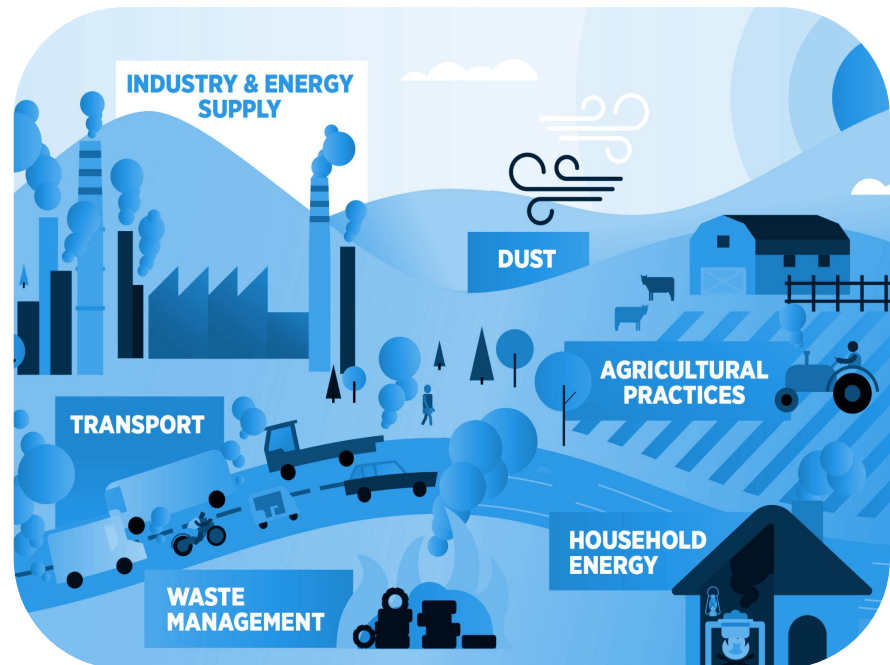 INDUSTRY & ENERGY
SUPPLY
DUST
AGRICULTURAL
PRACTICES
TRANSPORT
HOUSEHOLD
ENERGY
WASTE
MANAGEMENT